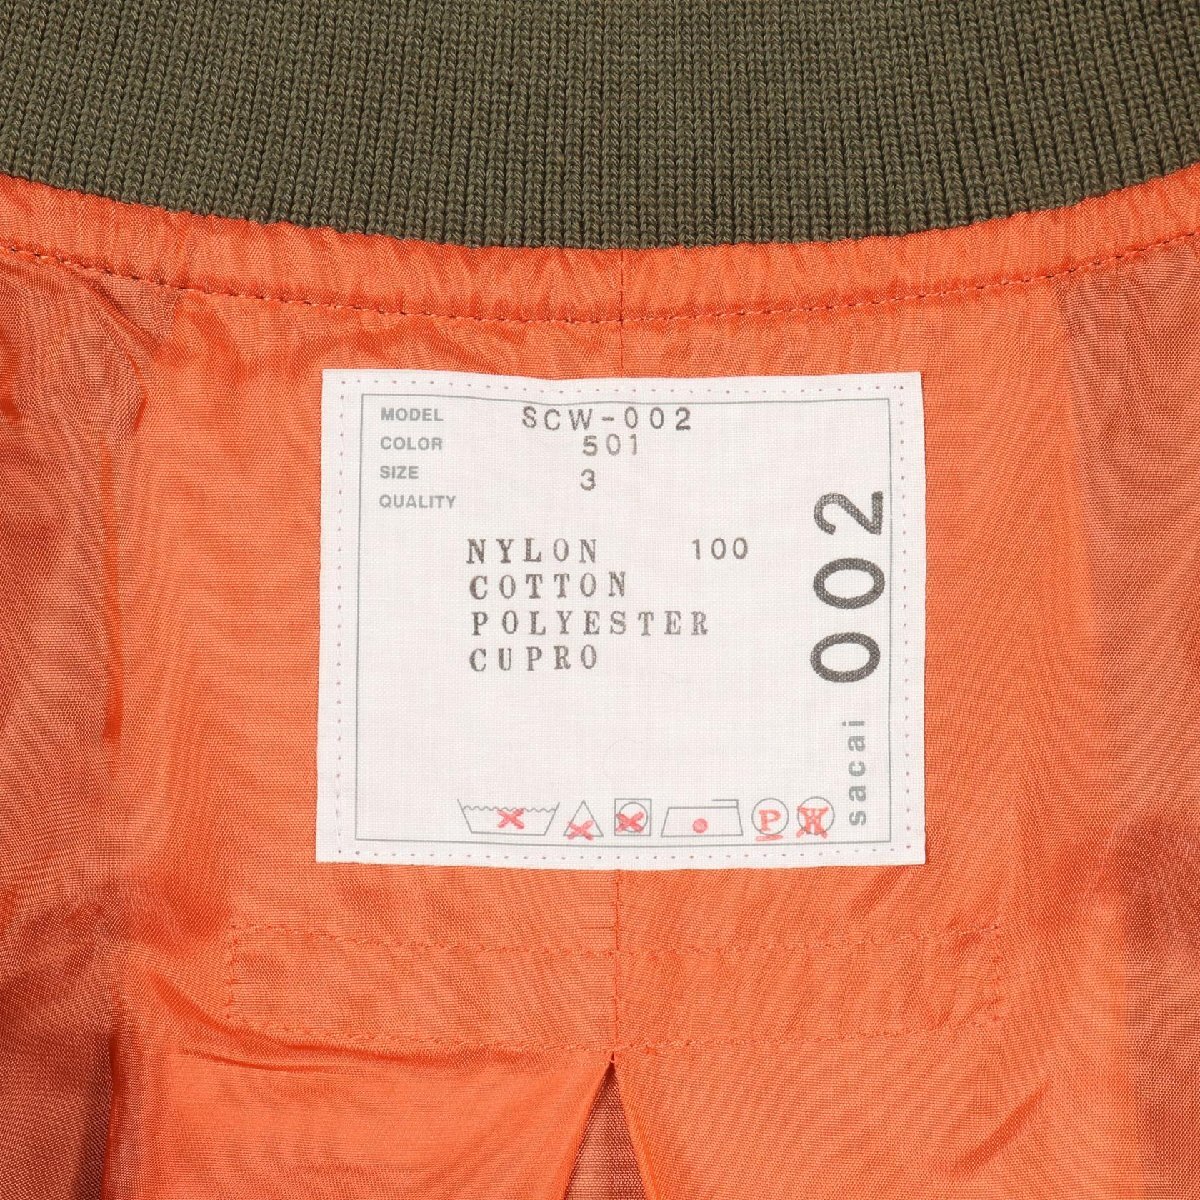 MODEL SCW-002
COLOR 501
SIZE 3
QUALITY
NYLON 100
COTTON
POLYESTER
CUPRO
P W
sacai 002